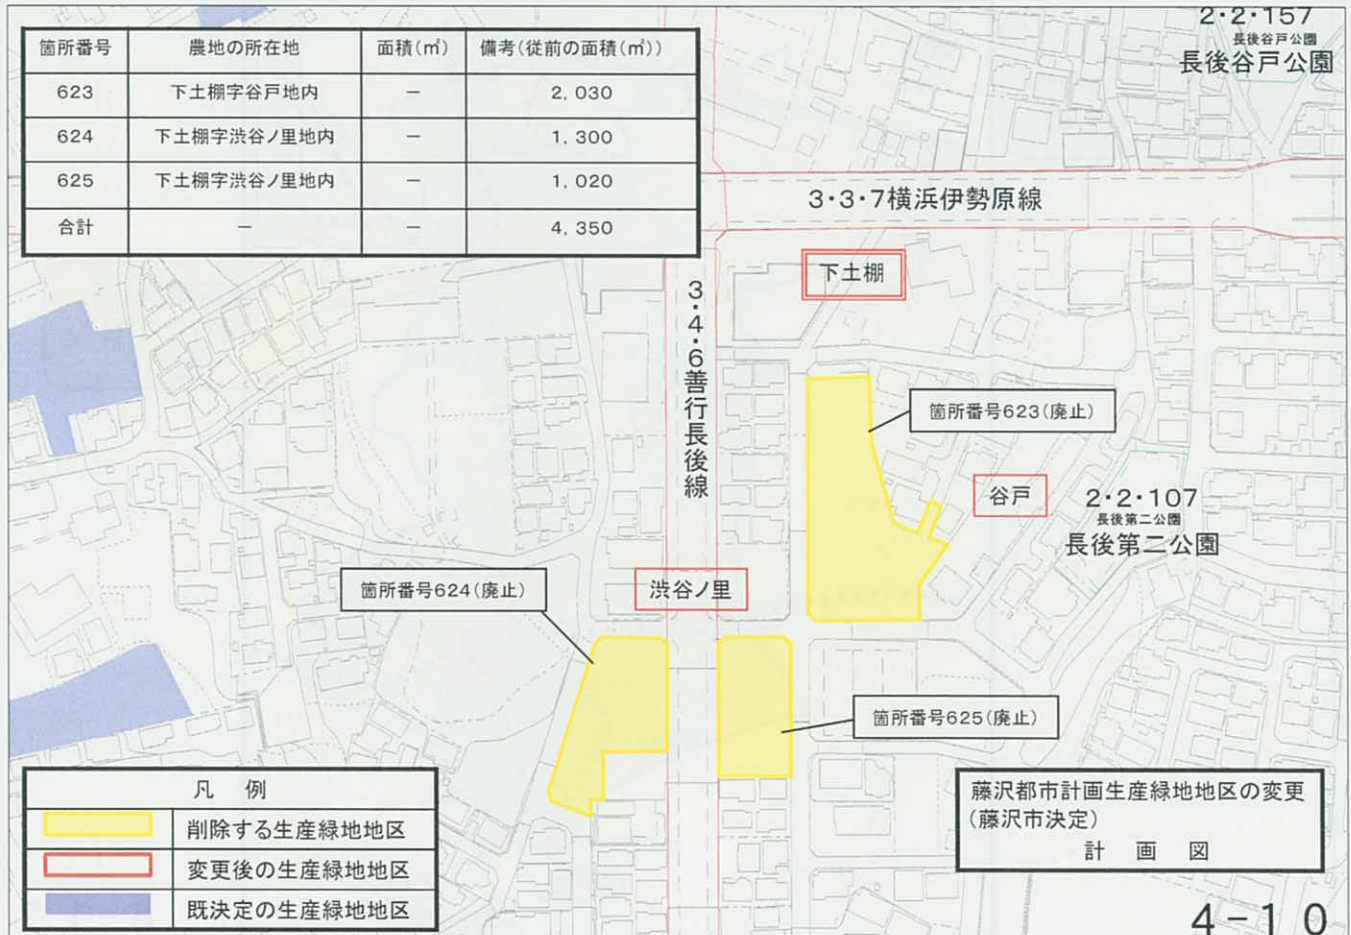 箇所番号 農地の所在地 面積(㎡) 備考(従前の面積(㎡))
623 下土棚字谷戸地内 － 2,030
624 下土棚字渋谷ノ里地内 － 1,300
625 下土棚字渋谷ノ里地内 － 1,020
合計 － － 4,350
2・2・157
長後谷戸公園
長後谷戸公園
3・3・7横浜伊勢原線
下土棚
3・4・6善行長後線
箇所番号623(廃止)
谷戸
2・2・107
長後第二公園
長後第二公園
箇所番号624(廃止)
渋谷ノ里
箇所番号625(廃止)
凡 例
削除する生産緑地地区
変更後の生産緑地地区
既決定の生産緑地地区
藤沢都市計画生産緑地地区の変更
(藤沢市決定)
計 画 図
4-10